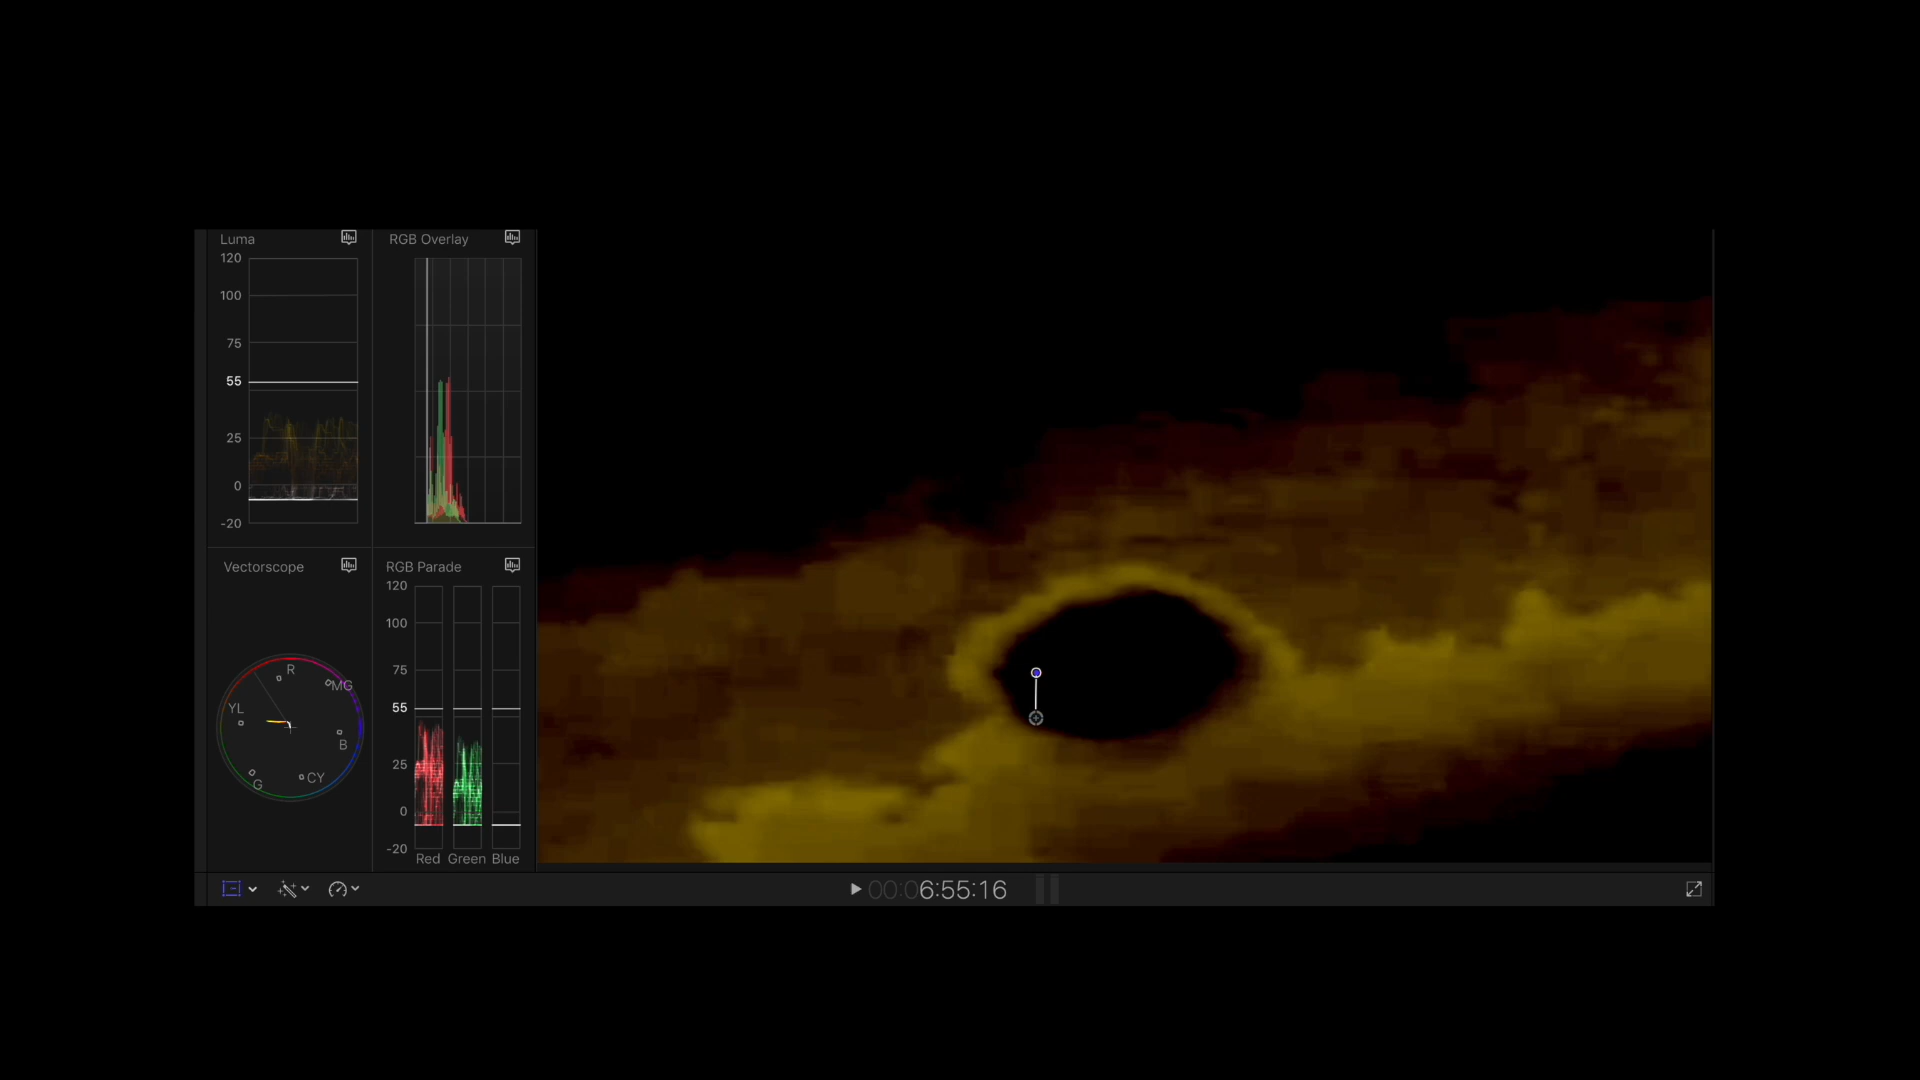 Luma
120
100
75
55
25
0
-20
RGB Overlay
Vectorscope
R
MG
YL
B
G
CY
RGB Parade
120
100
75
55
25
0
-20
Red Green Blue
00:06:55:16